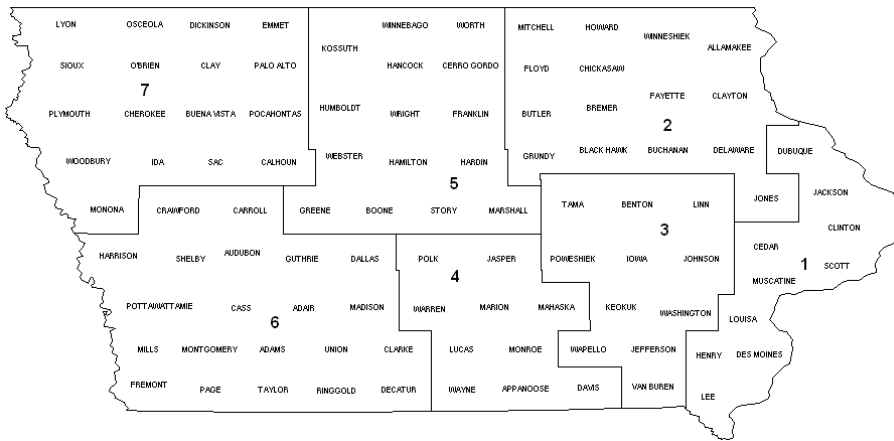 LYON OSCEOLA DICKINSON EMMET WINNEBAGO WORTH MITCHELL HOWARD WINNESHIEK
KOSSUTH ALLAMAKEE
SIOUX O'BRIEN CLAY PALO ALTO HANCOCK CERRO GORDO FLOYD CHICKASAW
7
FAYETTE CLAYTON
PLYMOUTH CHEROKEE BUENA VISTA POCAHONTAS HUMBOLDT WRIGHT FRANKLIN BUTLER BREMER
2
WOODBURY IDA SAC CALHOUN WEBSTER HAMILTON HARDIN GRUNDY BLACK HAWK BUCHANAN DELAWARE DUBUQUE
5
MONONA CRAWFORD CARROLL GREENE BOONE STORY MARSHALL TAMA BENTON LINN JONES JACKSON
3
CLINTON
HARRISON SHELBY AUDUBON GUTHRIE DALLAS POLK JASPER POWESHIEK IOWA JOHNSON CEDAR
4 1 SCOTT
MUSCATINE
POTTAWATTAMIE CASS ADAIR MADISON WARREN MARION MAHASKA KEOKUK WASHINGTON
6 LOUISA
MILLS MONTGOMERY ADAMS UNION CLARKE LUCAS MONROE WAPELLO JEFFERSON HENRY DES MOINES
FREMONT PAGE TAYLOR RINGGOLD DECATUR WAYNE APPANOOSE DAVIS VAN BUREN LEE